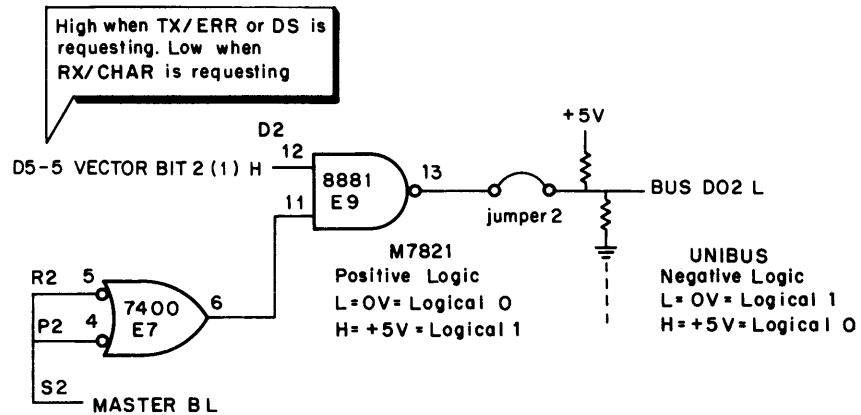 High when TX/ERR or DS is
requesting. Low when
RX/CHAR is requesting
+5V
D2
D5-5 VECTOR BIT 2 (1) H
12
8881
E9
13
11
BUS D02 L
jumper 2
M7821
Positive Logic
L=0V=Logical 0
H=+5V=Logical 1
UNIBUS
Negative Logic
L=0V=Logical 1
H=+5V=Logical 0
R2
5
7400
E7
6
P2
4
S2
MASTER B L